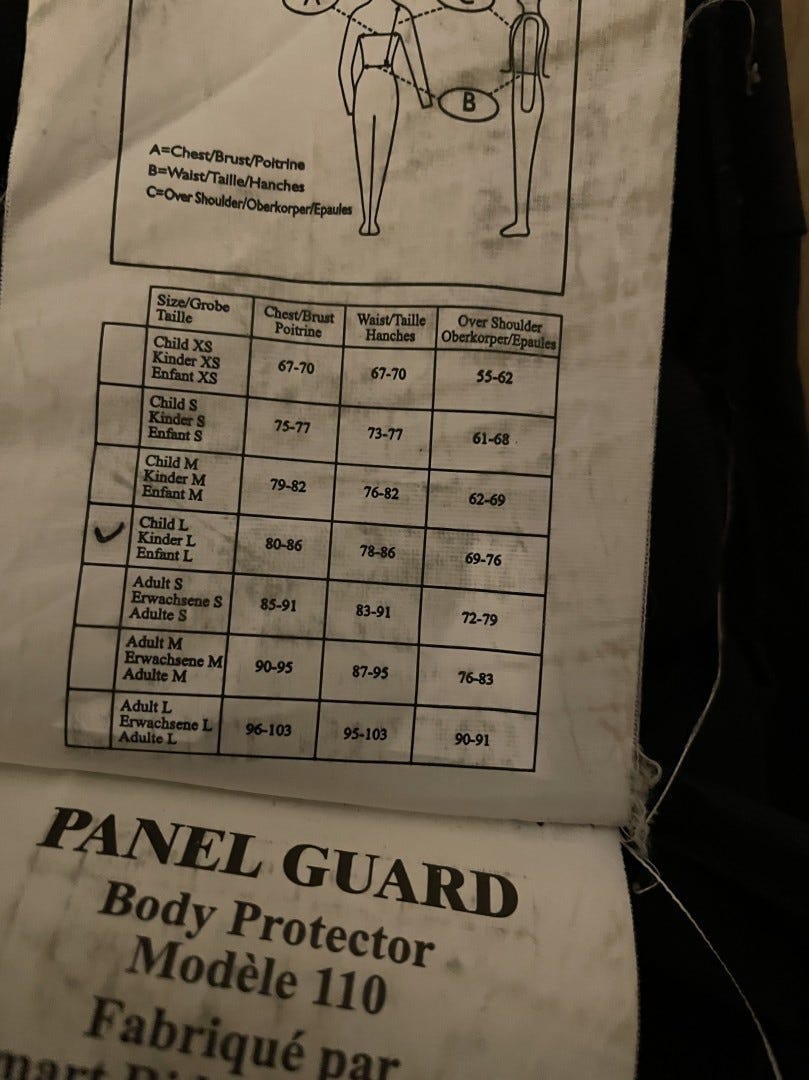 A
C
B
A=Chest/Brust/Poitrine
B=Waist/Taille/Hanches
C=Over Shoulder/Oberkorper/Epaules
Size/Grobe Taille Chest/Brust Poitrine Waist/Taille Hanches Over Shoulder Oberkorper/Epaules
Child XS
Kinder XS
Enfant XS
67-70 67-70 55-62
Child S
Kinder S
Enfant S
75-77 73-77 61-68
Child M
Kinder M
Enfant M
79-82 76-82 62-69
Child L
Kinder L
Enfant L
80-86 78-86 69-76
Adult S
Erwachsene S
Adulte S
85-91 83-91 72-79
Adult M
Erwachsene M
Adulte M
90-95 87-95 76-83
Adult L
Erwachsene L
Adulte L
96-103 95-103 90-91
PANEL GUARD
Body Protector
Modèle 110
Fabriqué par